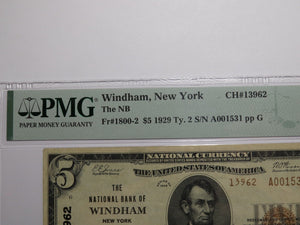 PMG
PAPER MONEY GUARANTY
Windham, New York CH#13962
The NB
Fr#1800-2 $5 1929 Ty. 2 S/N A001531 pp G
NATIONAL CURRENCY
THE UNITED STATES OF AMERICA
5
THE
NATIONAL BANK OF
WINDHAM
NEW YORK
13962 A00153
962